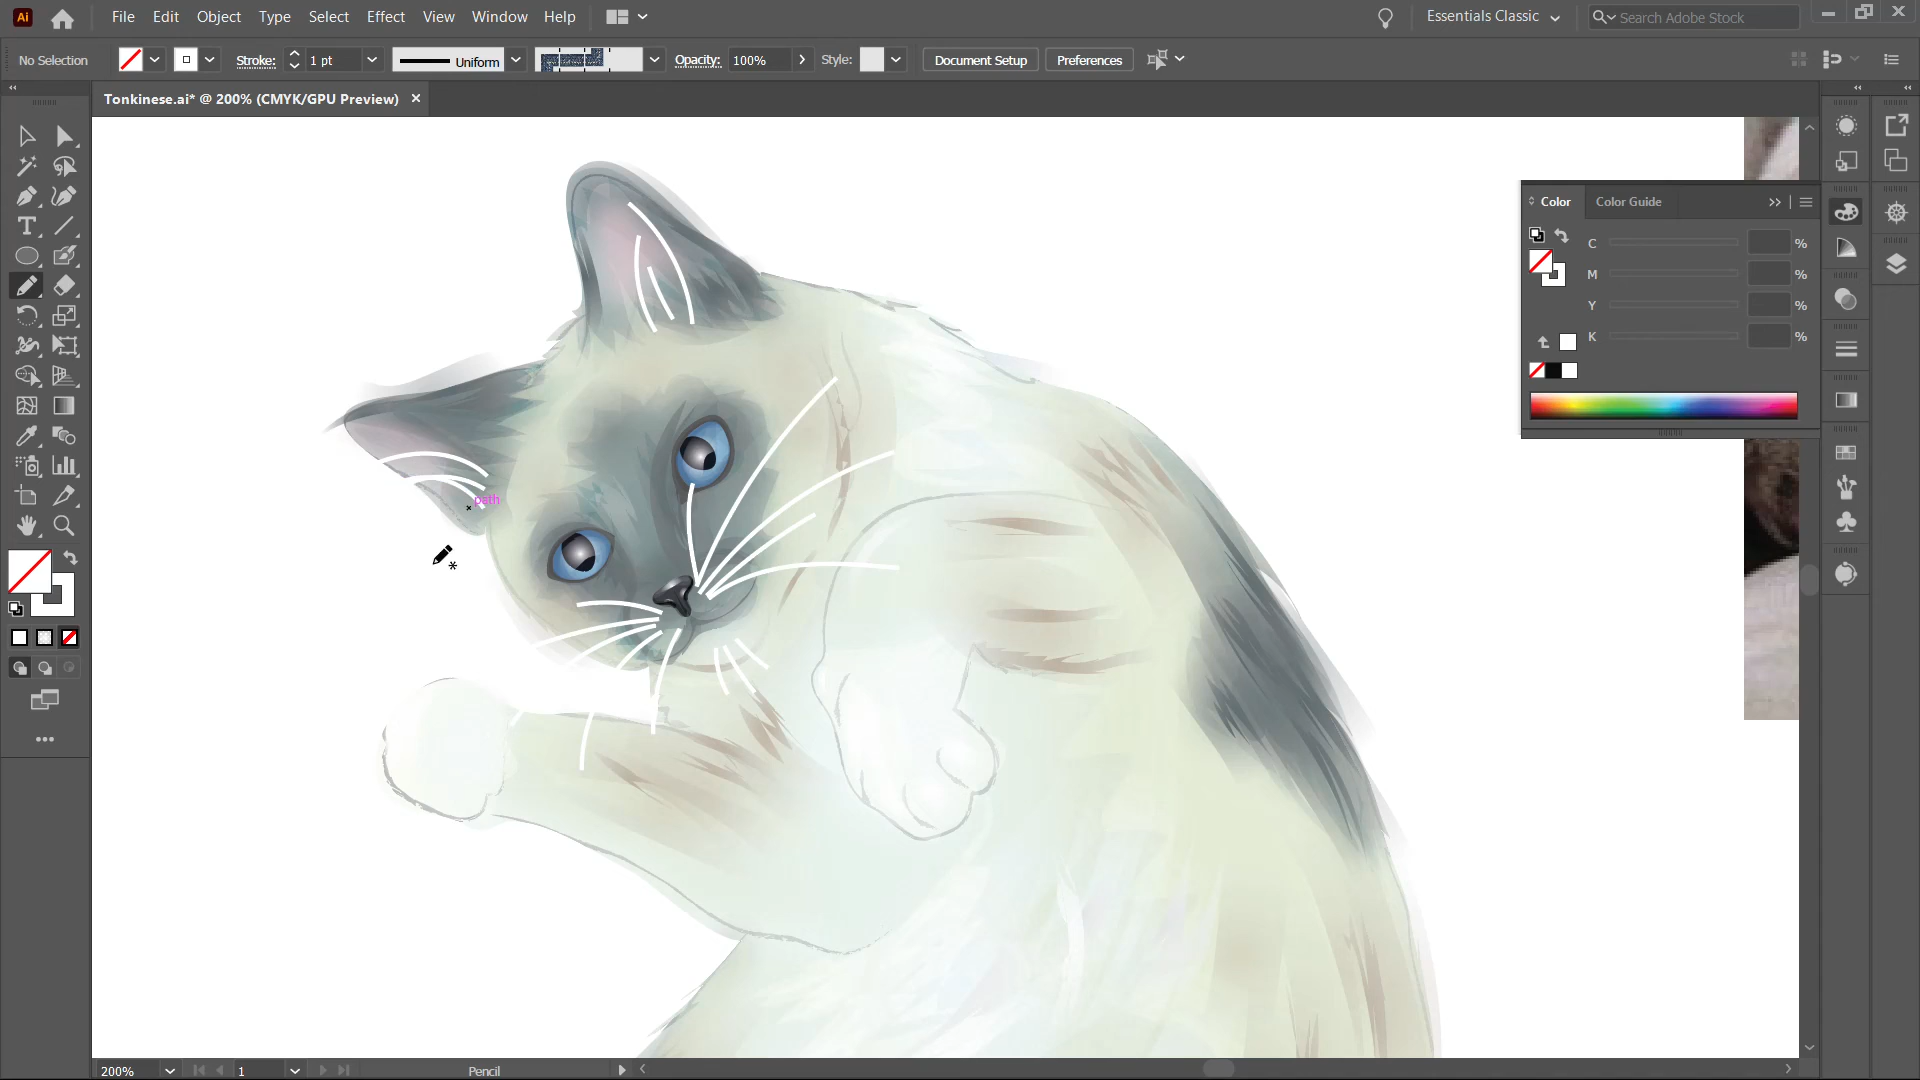 Ai File Edit Object Type Select Effect View Window Help Essentials Classic Search Adobe Stock
No Selection Stroke: 1 pt Uniform Opacity: 100% Style: Document Setup Preferences
Tonkinese.ai* @ 200% (CMYK/GPU Preview)
Color Color Guide
C %
M %
Y %
K %
path
200% 1 Pencil